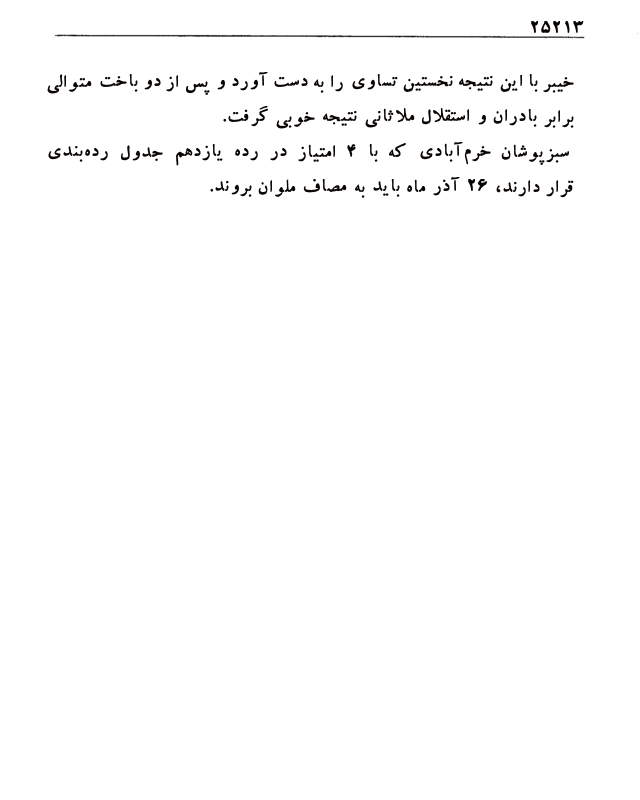 ۲۵۲۱۳
خیبر با این نتیجه نخستین تساوی را به دست آورد و پس از دو باخت متوالی
برابر بادران و استقلال ملاثانی نتیجه خوبی گرفت.
سبزپوشان خرم‌آبادی که با ۴ امتیاز در رده یازدهم جدول رده‌بندی
قرار دارند، ۲۶ آذر ماه باید به مصاف ملوان بروند.